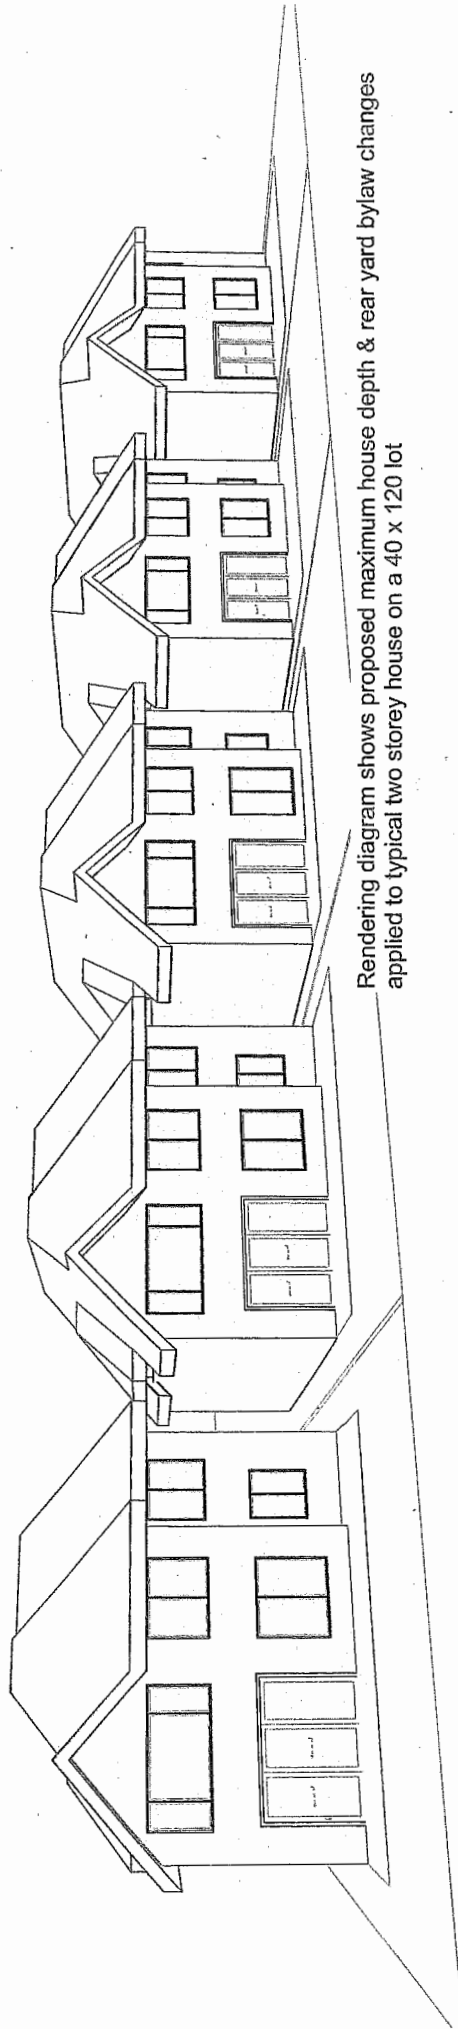 Rendering diagram shows proposed maximum house depth & rear yard bylaw changes
applied to typical two storey house on a 40 x 120 lot